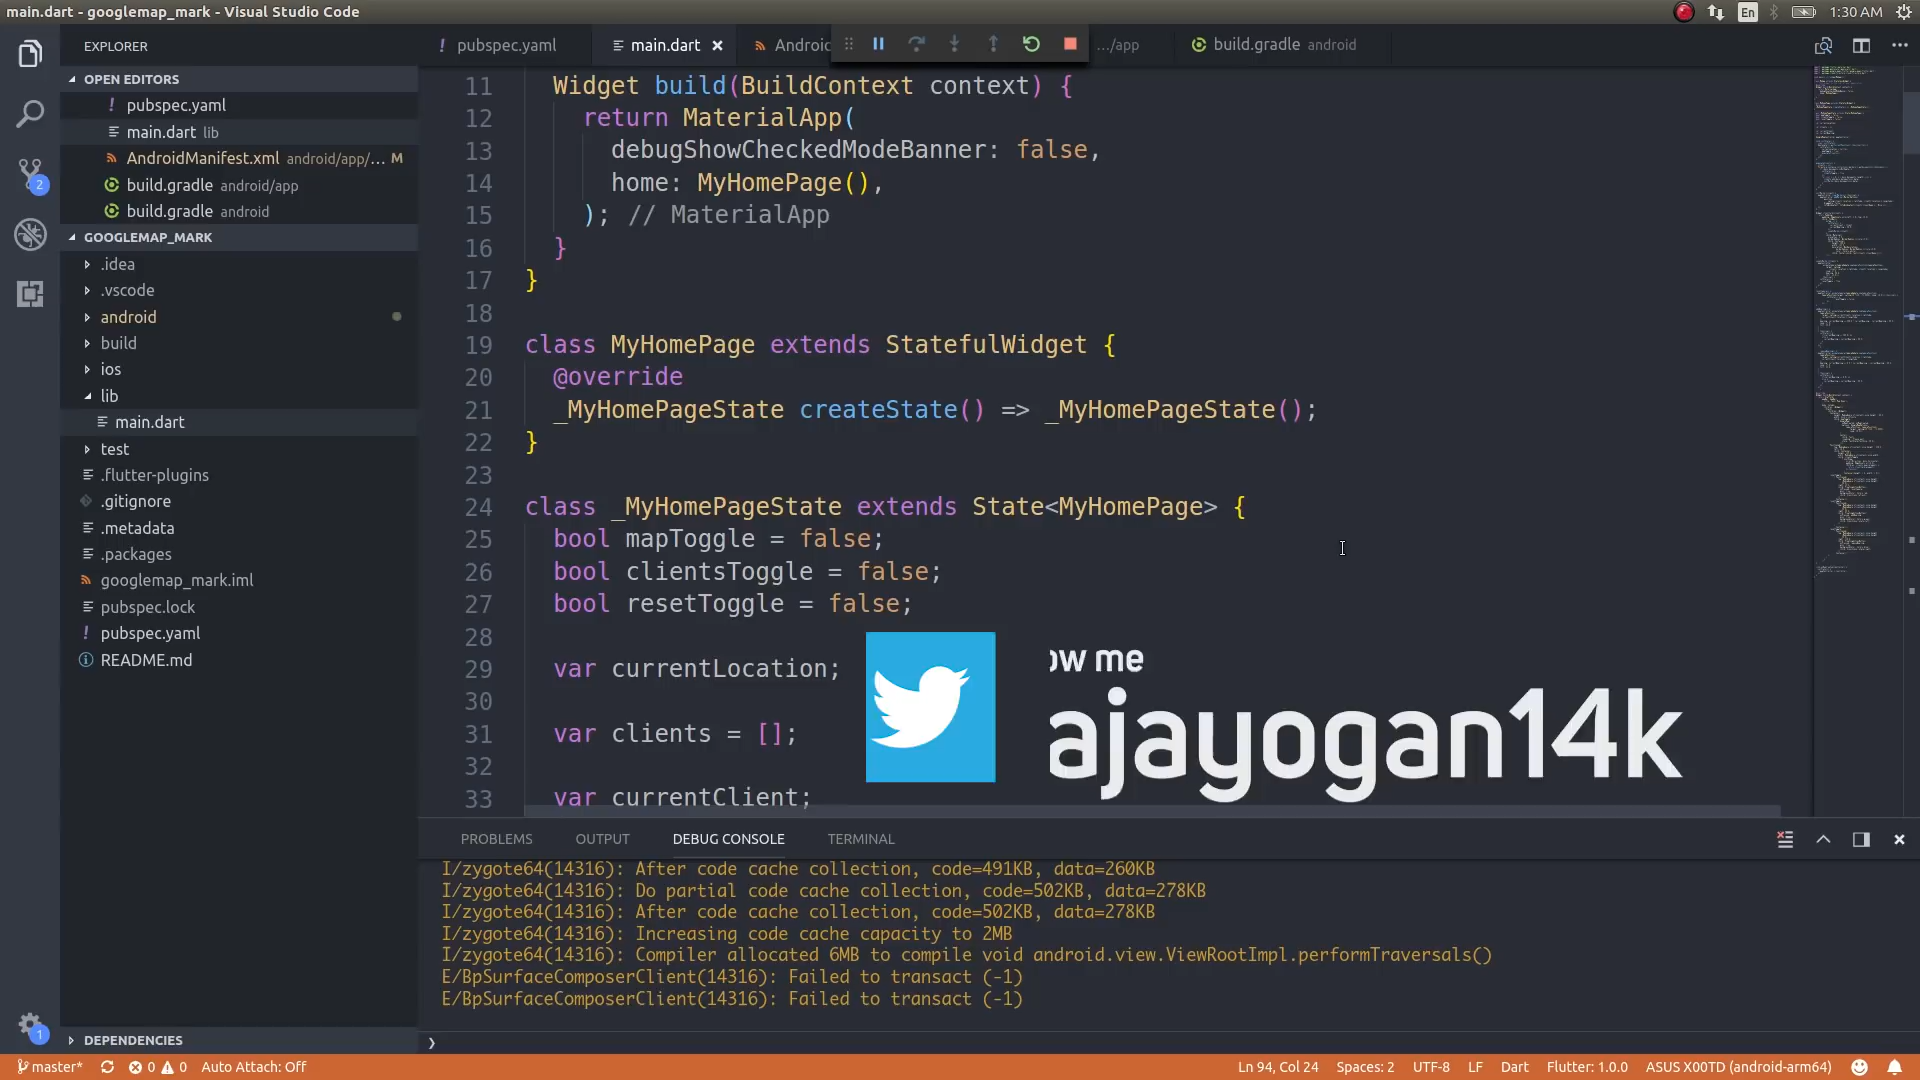 main.dart - googlemap_mark - Visual Studio Code
En
1:30 AM
EXPLORER
OPEN EDITORS
! pubspec.yaml
main.dart lib
AndroidManifest.xml android/app/... M
build.gradle android/app
build.gradle android
GOOGLEMAP_MARK
.idea
.vscode
android
build
ios
lib
main.dart
test
.flutter-plugins
.gitignore
.metadata
.packages
googlemap_mark.iml
pubspec.lock
! pubspec.yaml
README.md
DEPENDENCIES
2
1
! pubspec.yaml
main.dart
Android
.../app
build.gradle android
11 Widget build(BuildContext context) {
12 return MaterialApp(
13 debugShowCheckedModeBanner: false,
14 home: MyHomePage(),
15 ); // MaterialApp
16 }
17 }
18
19 class MyHomePage extends StatefulWidget {
20 @override
21 _MyHomePageState createState() => _MyHomePageState();
22 }
23
24 class _MyHomePageState extends State<MyHomePage> {
25 bool mapToggle = false;
26 bool clientsToggle = false;
27 bool resetToggle = false;
28
29 var currentLocation;
30
31 var clients = [];
32
33 var currentClient;
ow me
ajayogan14k
PROBLEMS OUTPUT DEBUG CONSOLE TERMINAL
I/zygote64(14316): After code cache collection, code=491KB, data=260KB
I/zygote64(14316): Do partial code cache collection, code=502KB, data=278KB
I/zygote64(14316): After code cache collection, code=502KB, data=278KB
I/zygote64(14316): Increasing code cache capacity to 2MB
I/zygote64(14316): Compiler allocated 6MB to compile void android.view.ViewRootImpl.performTraversals()
E/BpSurfaceComposerClient(14316): Failed to transact (-1)
E/BpSurfaceComposerClient(14316): Failed to transact (-1)
master* 0 0 Auto Attach: Off
Ln 94, Col 24 Spaces: 2 UTF-8 LF Dart Flutter: 1.0.0 ASUS X00TD (android-arm64)